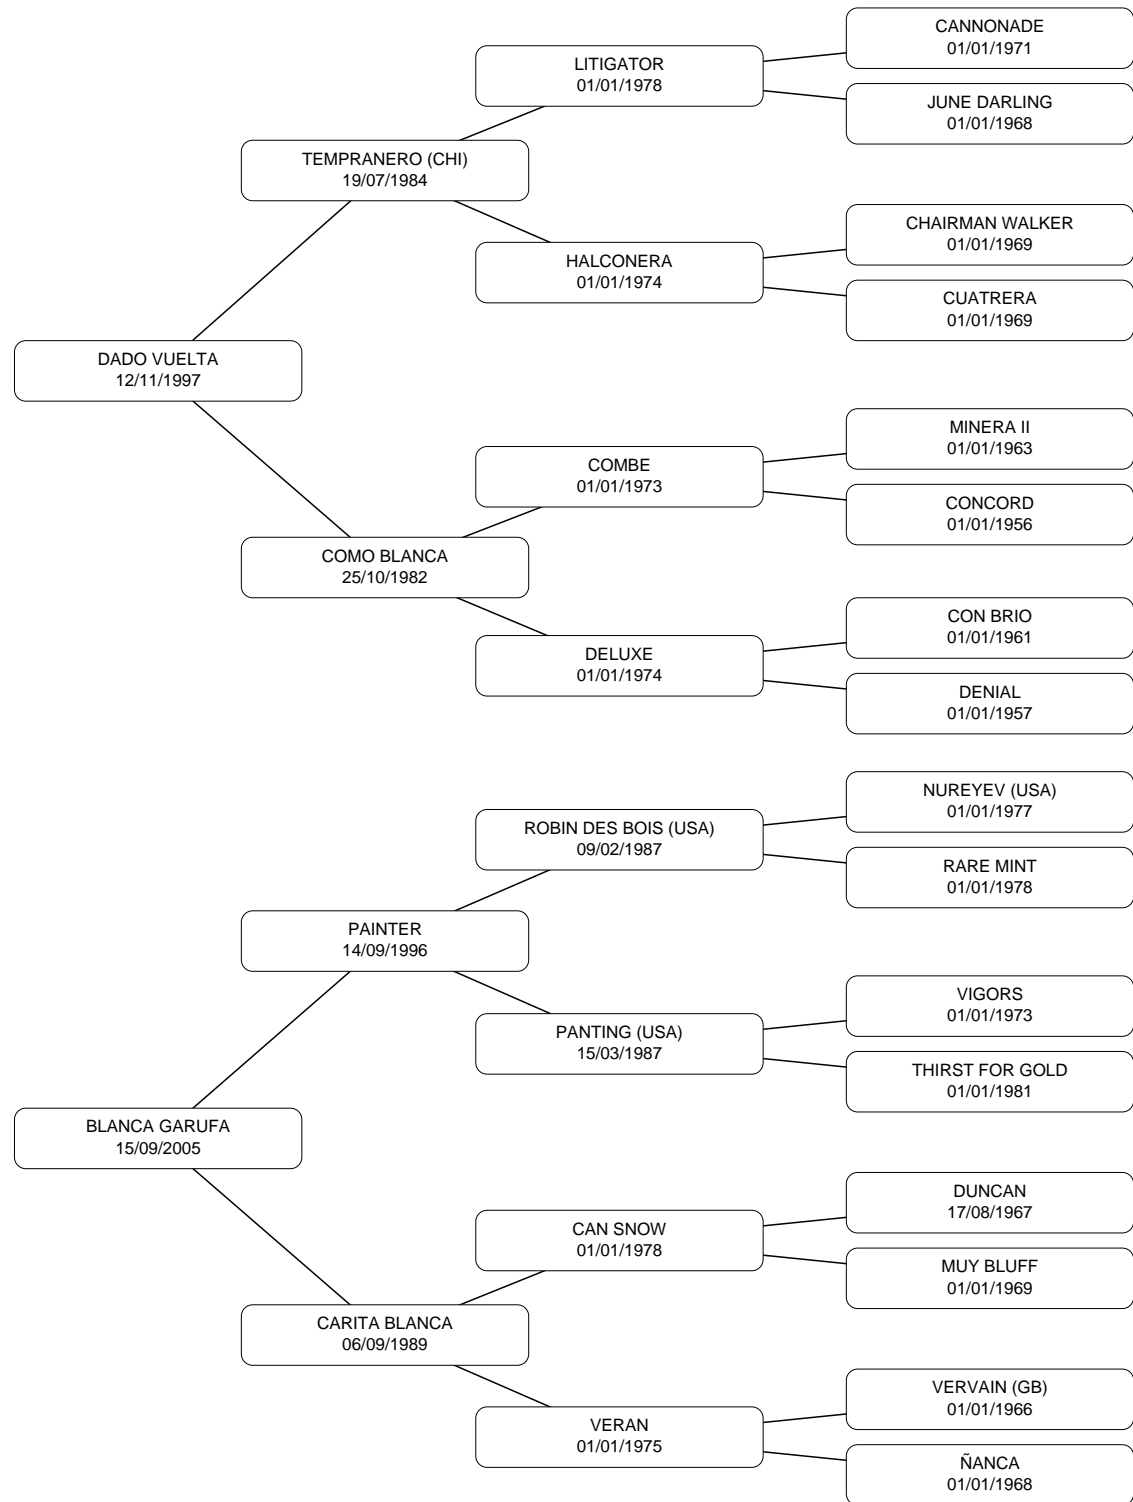 CANNONADE
01/01/1971
LITIGATOR
01/01/1978
JUNE DARLING
01/01/1968
TEMPRANERO (CHI)
19/07/1984
CHAIRMAN WALKER
01/01/1969
HALCONERA
01/01/1974
CUATRERA
01/01/1969
DADO VUELTA
12/11/1997
MINERA II
01/01/1963
COMBE
01/01/1973
CONCORD
01/01/1956
COMO BLANCA
25/10/1982
CON BRIO
01/01/1961
DELUXE
01/01/1974
DENIAL
01/01/1957
NUREYEV (USA)
01/01/1977
ROBIN DES BOIS (USA)
09/02/1987
RARE MINT
01/01/1978
PAINTER
14/09/1996
VIGORS
01/01/1973
PANTING (USA)
15/03/1987
THIRST FOR GOLD
01/01/1981
BLANCA GARUFA
15/09/2005
DUNCAN
17/08/1967
CAN SNOW
01/01/1978
MUY BLUFF
01/01/1969
CARITA BLANCA
06/09/1989
VERVAIN (GB)
01/01/1966
VERAN
01/01/1975
ÑANCA
01/01/1968